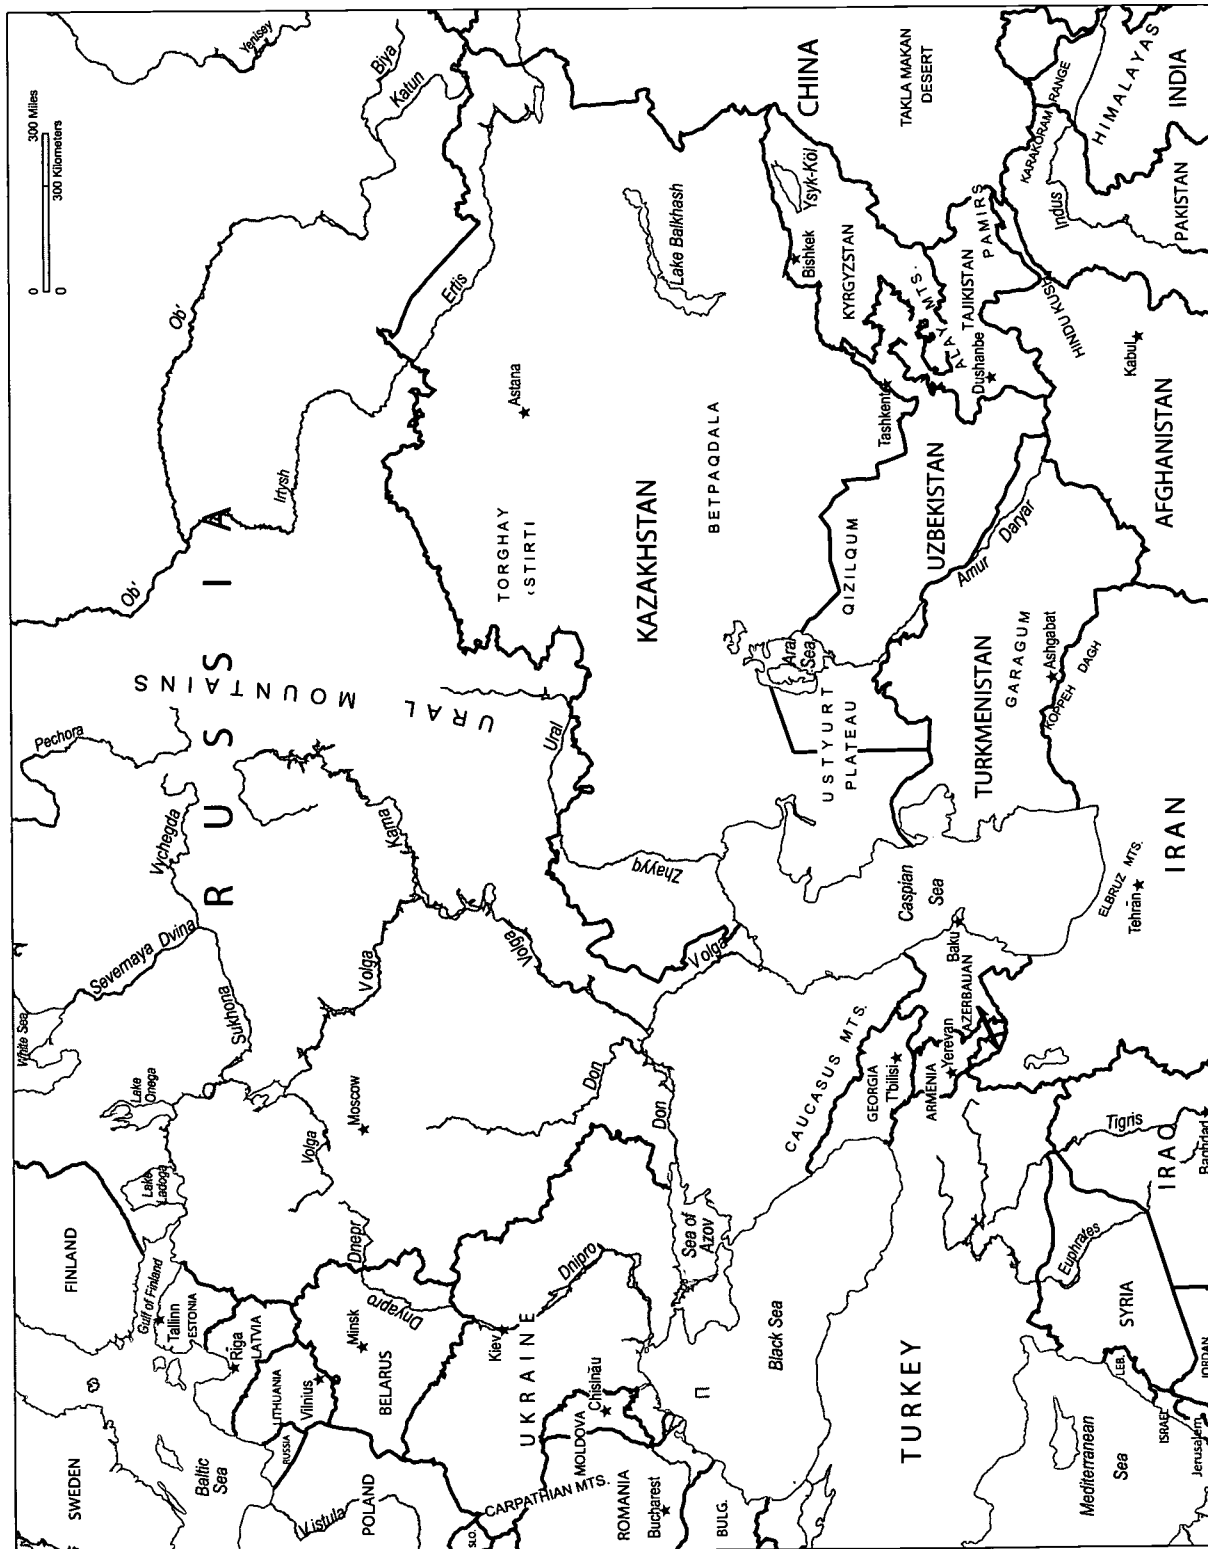 0 300 Miles
0 300 Kilometers
SWEDEN
FINLAND
White Sea
Severnaya Dvina
Pechora
Ob'
Ob'
Yenisey
Biya
Katun
Baltic
Sea
Gulf of Finland
Tallinn
ESTONIA
Lake
Ladoga
Lake
Onega
Sukhona
Vychegda
RUSSIA
Irtysh
Ertis
Riga
LATVIA
LITHUANIA
Vilnius
RUSSIA
Vistula
POLAND
Minsk
BELARUS
Dnyapro
Dnepr
Volga
Moscow
Volga
Kama
URAL MOUNTAINS
Volga
Ural
Zhayyq
Volga
TORGHAY
‹STIRTI
Astana
KAZAKHSTAN
BETPAQDALA
Lake Balkhash
SLO.
CARPATHIAN MTS.
UKRAINE
Kiev
Dnipro
Don
Don
MOLDOVA
Chisinău
ROMANIA
Bucharest
BULG.
П
Sea of
Azov
Black Sea
CAUCASUS MTS.
GEORGIA
T'bilisi
ARMENIA
Yerevan
AZERBAIJAN
Baku
Caspian
Sea
USTYURT
PLATEAU
Aral
Sea
QIZILQUM
UZBEKISTAN
Tashkent
Bishkek
Ysyk-Köl
KYRGYZSTAN
ALAY MTS.
TAJIKISTAN
Dushanbe
PAMIRS
CHINA
TAKLA MAKAN
DESERT
TURKEY
TURKMENISTAN
GARAGUM
Ashgabat
KOPPEH DAGH
Amur Daryar
HINDU KUSH
Kabul
AFGHANISTAN
KARAKORAM RANGE
HIMALAYAS
Indus
PAKISTAN
INDIA
Mediterranean
Sea
LEB.
ISRAEL
Jerusalem
JORDAN
SYRIA
Euphrates
Tigris
IRAQ
Baghdad
ELBRUZ MTS.
Tehrān
IRAN